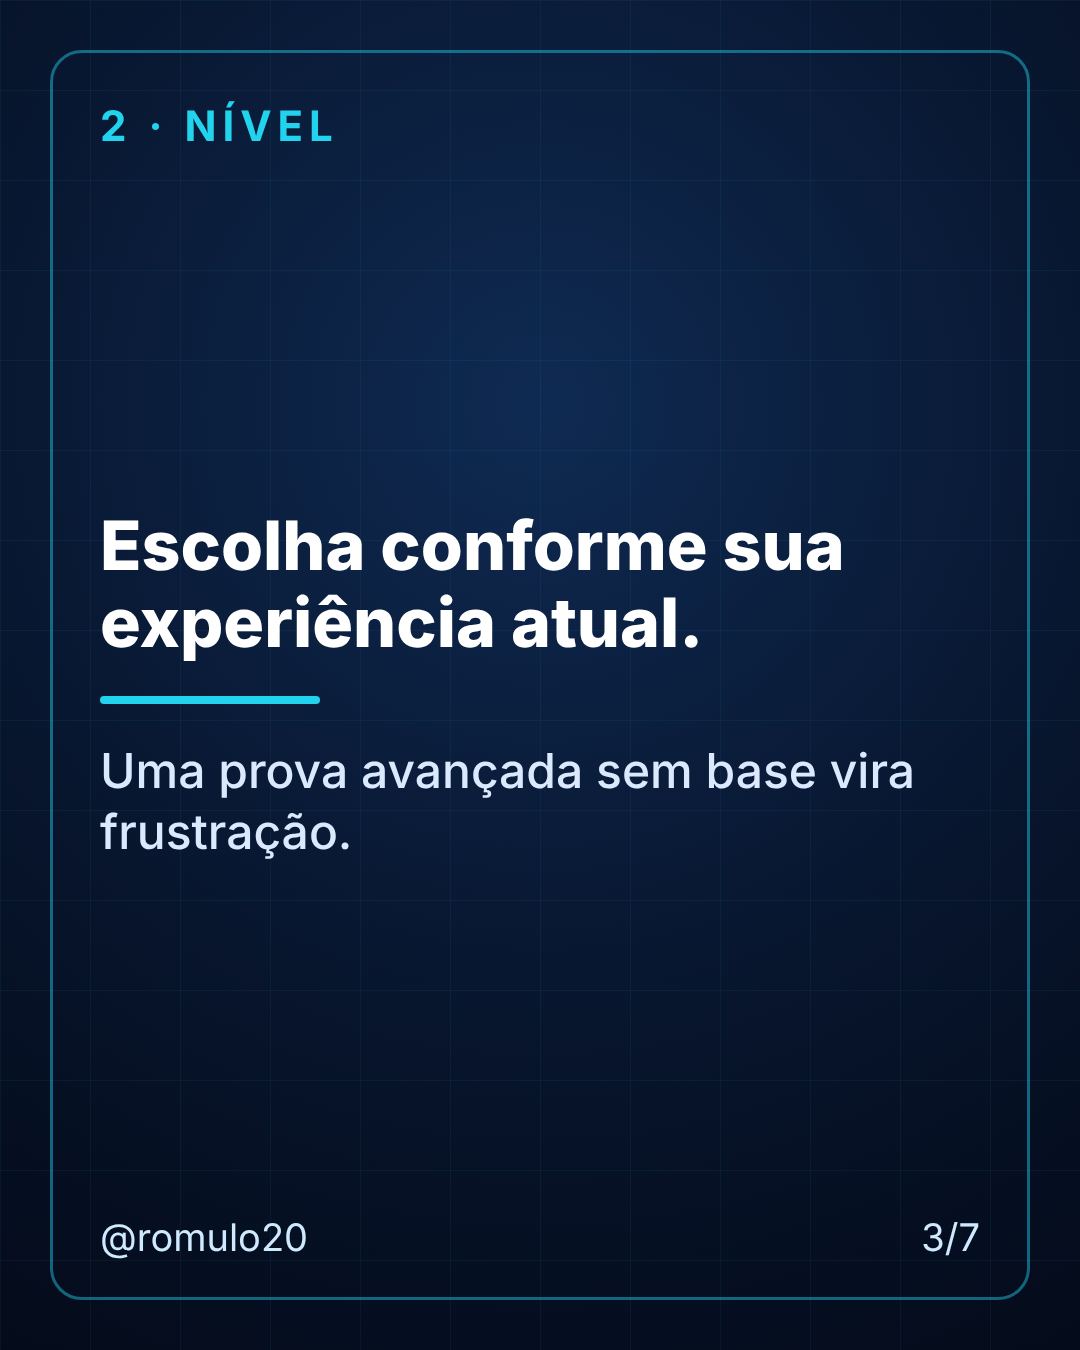 2 · NÍVEL
Escolha conforme sua
experiência atual.
Uma prova avançada sem base vira
frustração.
@romulo20
3/7